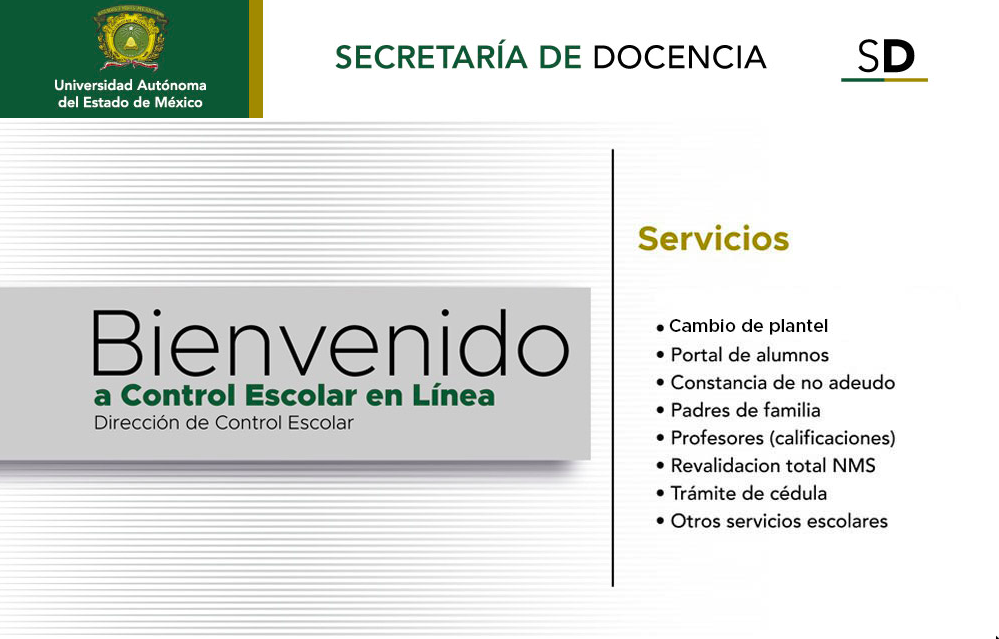 Universidad Autónoma
del Estado de México
SECRETARÍA DE DOCENCIA
SD
Bienvenido
a Control Escolar en Línea
Dirección de Control Escolar
Servicios
• Cambio de plantel
• Portal de alumnos
• Constancia de no adeudo
• Padres de familia
• Profesores (calificaciones)
• Revalidacion total NMS
• Trámite de cédula
• Otros servicios escolares